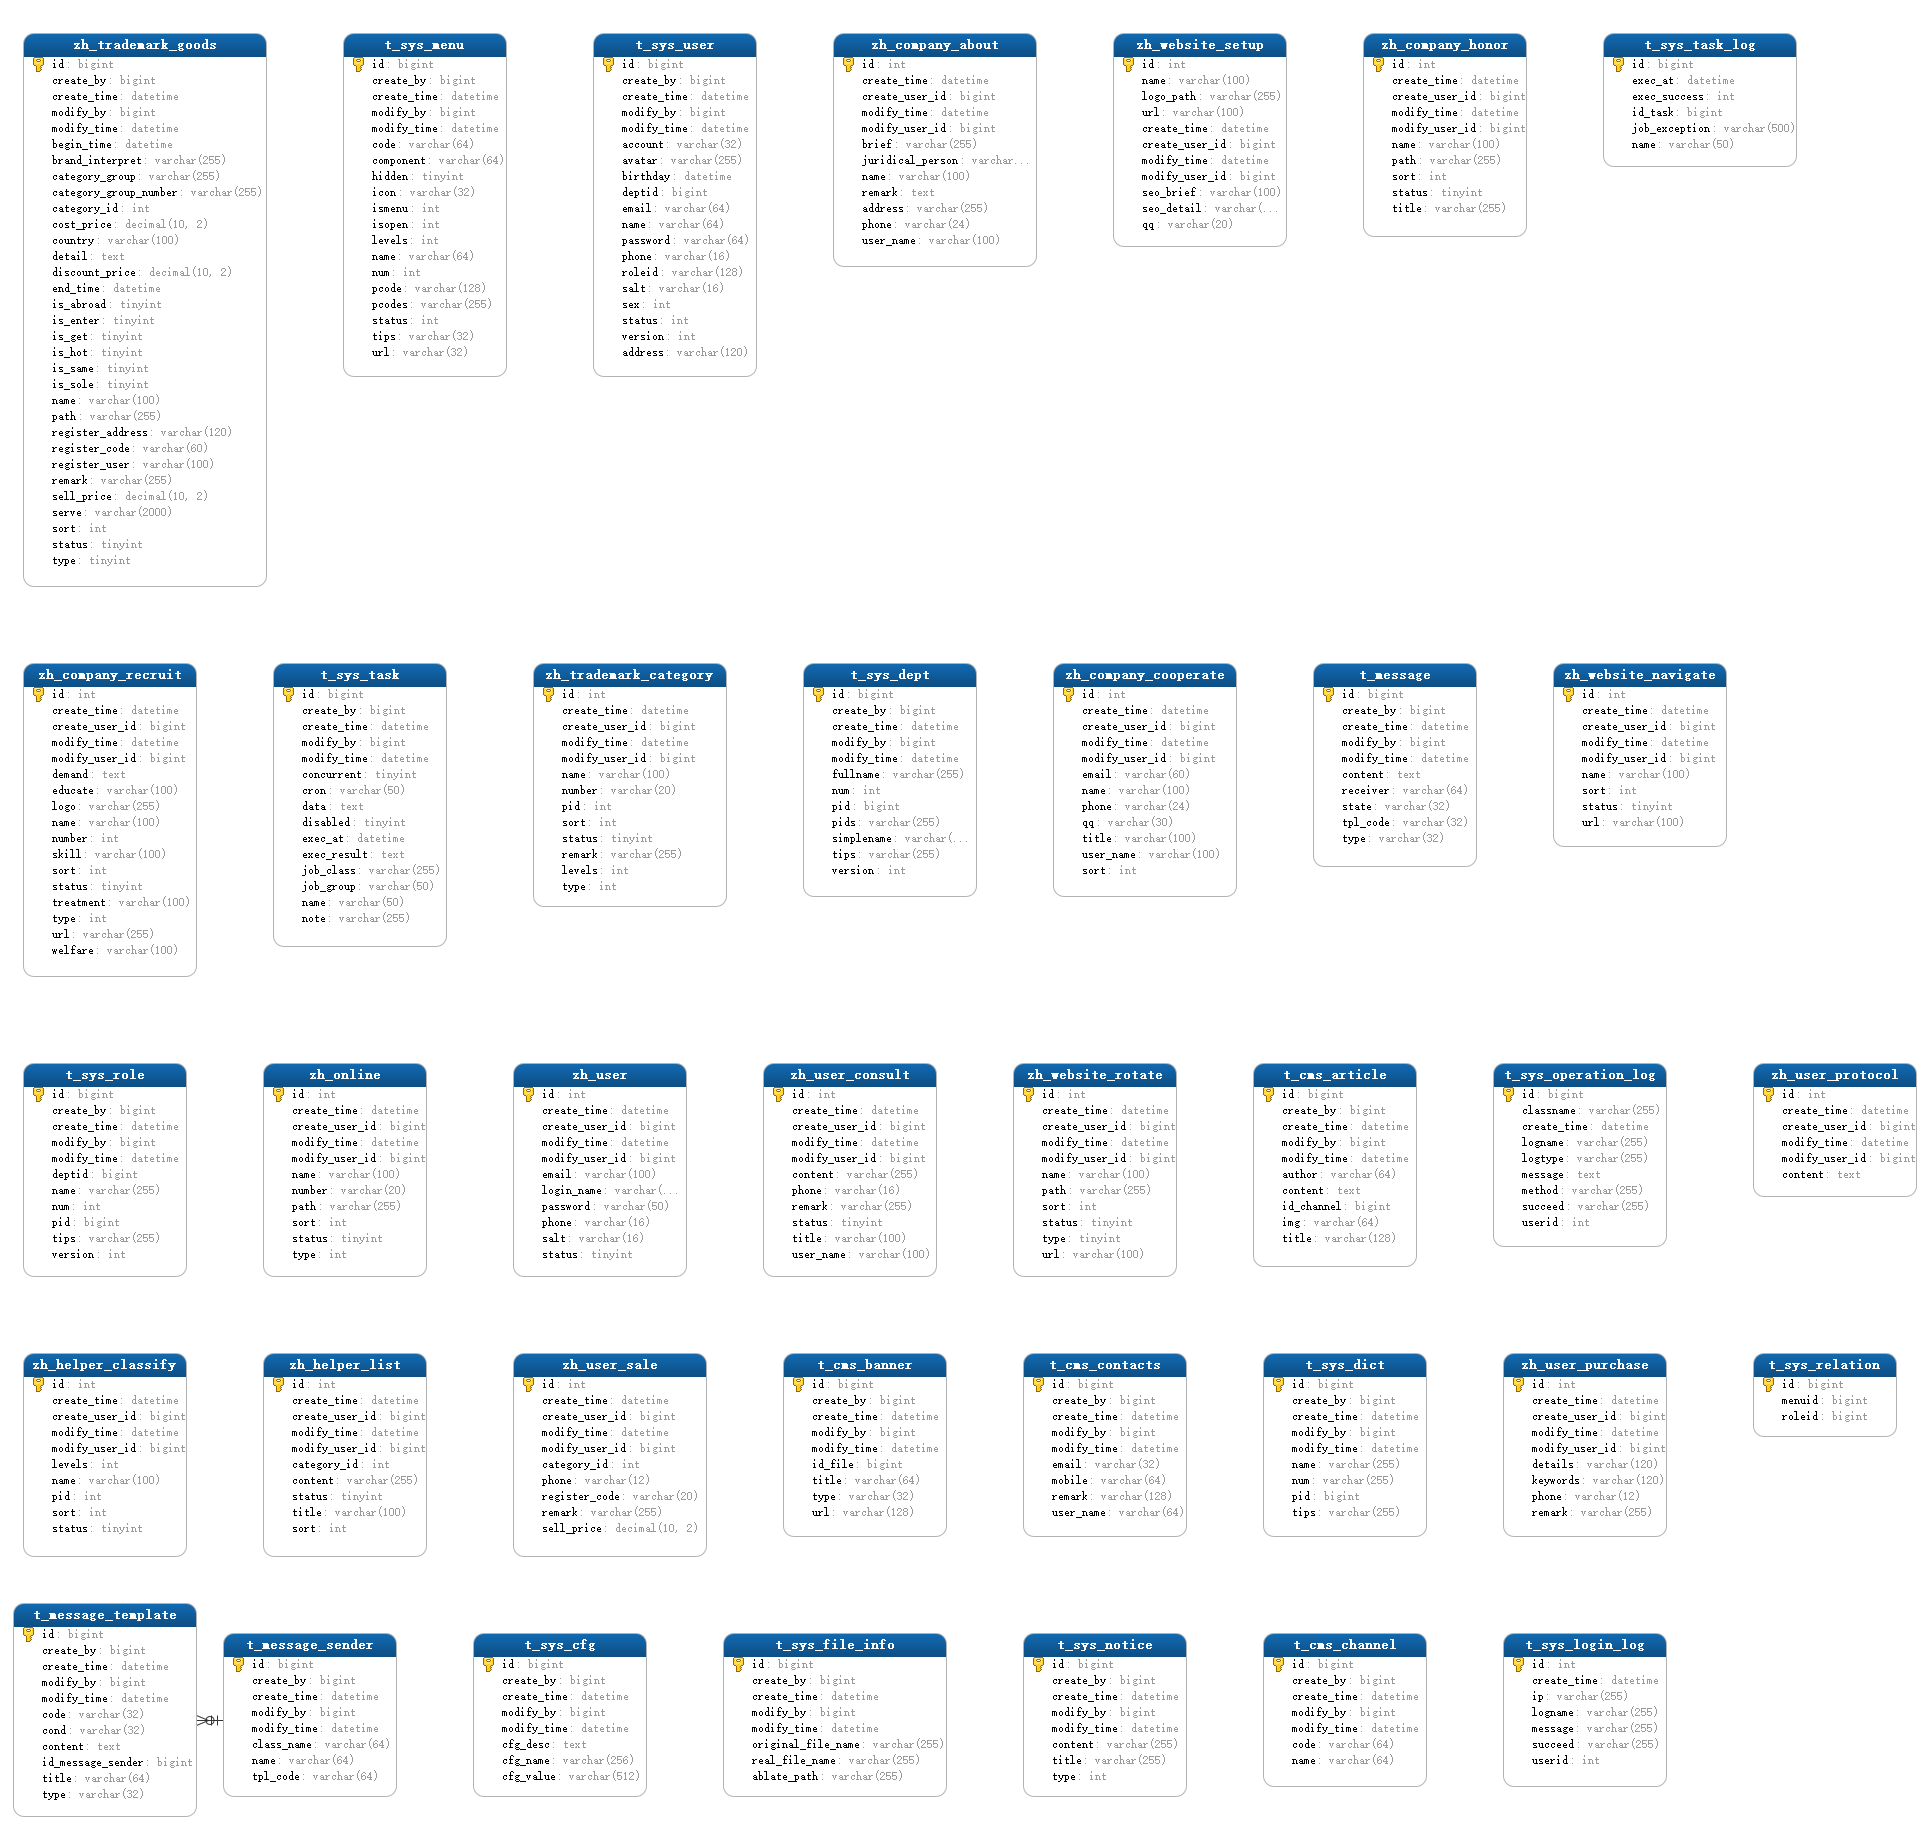 zh_trademark_goods
id: bigint
create_by: bigint
create_time: datetime
modify_by: bigint
modify_time: datetime
begin_time: datetime
brand_interpret: varchar(255)
category_group: varchar(255)
category_group_number: varchar(255)
category_id: int
cost_price: decimal(10, 2)
country: varchar(100)
detail: text
discount_price: decimal(10, 2)
end_time: datetime
is_abroad: tinyint
is_enter: tinyint
is_get: tinyint
is_hot: tinyint
is_same: tinyint
is_sole: tinyint
name: varchar(100)
path: varchar(255)
register_address: varchar(120)
register_code: varchar(60)
register_user: varchar(100)
remark: varchar(255)
sell_price: decimal(10, 2)
serve: varchar(2000)
sort: int
status: tinyint
type: tinyint
t_sys_menu
id: bigint
create_by: bigint
create_time: datetime
modify_by: bigint
modify_time: datetime
code: varchar(64)
component: varchar(64)
hidden: tinyint
icon: varchar(32)
ismenu: int
isopen: int
levels: int
name: varchar(64)
num: int
pcode: varchar(128)
pcodes: varchar(255)
status: int
tips: varchar(32)
url: varchar(32)
t_sys_user
id: bigint
create_by: bigint
create_time: datetime
modify_by: bigint
modify_time: datetime
account: varchar(32)
avatar: varchar(255)
birthday: datetime
deptid: bigint
email: varchar(64)
name: varchar(64)
password: varchar(64)
phone: varchar(16)
roleid: varchar(128)
salt: varchar(16)
sex: int
status: int
version: int
address: varchar(120)
zh_company_about
id: int
create_time: datetime
create_user_id: bigint
modify_time: datetime
modify_user_id: bigint
brief: varchar(255)
juridical_person: varchar...
name: varchar(100)
remark: text
address: varchar(255)
phone: varchar(24)
user_name: varchar(100)
zh_website_setup
id: int
name: varchar(100)
logo_path: varchar(255)
url: varchar(100)
create_time: datetime
create_user_id: bigint
modify_time: datetime
modify_user_id: bigint
seo_brief: varchar(100)
seo_detail: varchar(...
qq: varchar(20)
zh_company_honor
id: int
create_time: datetime
create_user_id: bigint
modify_time: datetime
modify_user_id: bigint
name: varchar(100)
path: varchar(255)
sort: int
status: tinyint
title: varchar(255)
t_sys_task_log
id: bigint
exec_at: datetime
exec_success: int
id_task: bigint
job_exception: varchar(500)
name: varchar(50)
zh_company_recruit
id: int
create_time: datetime
create_user_id: bigint
modify_time: datetime
modify_user_id: bigint
demand: text
educate: varchar(100)
logo: varchar(255)
name: varchar(100)
number: int
skill: varchar(100)
sort: int
status: tinyint
treatment: varchar(100)
type: int
url: varchar(255)
welfare: varchar(100)
t_sys_task
id: bigint
create_by: bigint
create_time: datetime
modify_by: bigint
modify_time: datetime
concurrent: tinyint
cron: varchar(50)
data: text
disabled: tinyint
exec_at: datetime
exec_result: text
job_class: varchar(255)
job_group: varchar(50)
name: varchar(50)
note: varchar(255)
zh_trademark_category
id: int
create_time: datetime
create_user_id: bigint
modify_time: datetime
modify_user_id: bigint
name: varchar(100)
number: varchar(20)
pid: int
sort: int
status: tinyint
remark: varchar(255)
levels: int
type: int
t_sys_dept
id: bigint
create_by: bigint
create_time: datetime
modify_by: bigint
modify_time: datetime
fullname: varchar(255)
num: int
pid: bigint
pids: varchar(255)
simplename: varchar(...
tips: varchar(255)
version: int
zh_company_cooperate
id: int
create_time: datetime
create_user_id: bigint
modify_time: datetime
modify_user_id: bigint
email: varchar(60)
name: varchar(100)
phone: varchar(24)
qq: varchar(30)
title: varchar(100)
user_name: varchar(100)
sort: int
t_message
id: bigint
create_by: bigint
create_time: datetime
modify_by: bigint
modify_time: datetime
content: text
receiver: varchar(64)
state: varchar(32)
tpl_code: varchar(32)
type: varchar(32)
zh_website_navigate
id: int
create_time: datetime
create_user_id: bigint
modify_time: datetime
modify_user_id: bigint
name: varchar(100)
sort: int
status: tinyint
url: varchar(100)
t_sys_role
id: bigint
create_by: bigint
create_time: datetime
modify_by: bigint
modify_time: datetime
deptid: bigint
name: varchar(255)
num: int
pid: bigint
tips: varchar(255)
version: int
zh_online
id: int
create_time: datetime
create_user_id: bigint
modify_time: datetime
modify_user_id: bigint
name: varchar(100)
number: varchar(20)
path: varchar(255)
sort: int
status: tinyint
type: int
zh_user
id: int
create_time: datetime
create_user_id: bigint
modify_time: datetime
modify_user_id: bigint
email: varchar(100)
login_name: varchar(...
password: varchar(50)
phone: varchar(16)
salt: varchar(16)
status: tinyint
zh_user_consult
id: int
create_time: datetime
create_user_id: bigint
modify_time: datetime
modify_user_id: bigint
content: varchar(255)
phone: varchar(16)
remark: varchar(255)
status: tinyint
title: varchar(100)
user_name: varchar(100)
zh_website_rotate
id: int
create_time: datetime
create_user_id: bigint
modify_time: datetime
modify_user_id: bigint
name: varchar(100)
path: varchar(255)
sort: int
status: tinyint
type: tinyint
url: varchar(100)
t_cms_article
id: bigint
create_by: bigint
create_time: datetime
modify_by: bigint
modify_time: datetime
author: varchar(64)
content: text
id_channel: bigint
img: varchar(64)
title: varchar(128)
t_sys_operation_log
id: bigint
classname: varchar(255)
create_time: datetime
logname: varchar(255)
logtype: varchar(255)
message: text
method: varchar(255)
succeed: varchar(255)
userid: int
zh_user_protocol
id: int
create_time: datetime
create_user_id: bigint
modify_time: datetime
modify_user_id: bigint
content: text
zh_helper_classify
id: int
create_time: datetime
create_user_id: bigint
modify_time: datetime
modify_user_id: bigint
levels: int
name: varchar(100)
pid: int
sort: int
status: tinyint
zh_helper_list
id: int
create_time: datetime
create_user_id: bigint
modify_time: datetime
modify_user_id: bigint
category_id: int
content: varchar(255)
status: tinyint
title: varchar(100)
sort: int
zh_user_sale
id: int
create_time: datetime
create_user_id: bigint
modify_time: datetime
modify_user_id: bigint
category_id: int
phone: varchar(12)
register_code: varchar(20)
remark: varchar(255)
sell_price: decimal(10, 2)
t_cms_banner
id: bigint
create_by: bigint
create_time: datetime
modify_by: bigint
modify_time: datetime
id_file: bigint
title: varchar(64)
type: varchar(32)
url: varchar(128)
t_cms_contacts
id: bigint
create_by: bigint
create_time: datetime
modify_by: bigint
modify_time: datetime
email: varchar(32)
mobile: varchar(64)
remark: varchar(128)
user_name: varchar(64)
t_sys_dict
id: bigint
create_by: bigint
create_time: datetime
modify_by: bigint
modify_time: datetime
name: varchar(255)
num: varchar(255)
pid: bigint
tips: varchar(255)
zh_user_purchase
id: int
create_time: datetime
create_user_id: bigint
modify_time: datetime
modify_user_id: bigint
details: varchar(120)
keywords: varchar(120)
phone: varchar(12)
remark: varchar(255)
t_sys_relation
id: bigint
menuid: bigint
roleid: bigint
t_message_template
id: bigint
create_by: bigint
create_time: datetime
modify_by: bigint
modify_time: datetime
code: varchar(32)
cond: varchar(32)
content: text
id_message_sender: bigint
title: varchar(64)
type: varchar(32)
t_message_sender
id: bigint
create_by: bigint
create_time: datetime
modify_by: bigint
modify_time: datetime
class_name: varchar(64)
name: varchar(64)
tpl_code: varchar(64)
t_sys_cfg
id: bigint
create_by: bigint
create_time: datetime
modify_by: bigint
modify_time: datetime
cfg_desc: text
cfg_name: varchar(256)
cfg_value: varchar(512)
t_sys_file_info
id: bigint
create_by: bigint
create_time: datetime
modify_by: bigint
modify_time: datetime
original_file_name: varchar(255)
real_file_name: varchar(255)
ablate_path: varchar(255)
t_sys_notice
id: bigint
create_by: bigint
create_time: datetime
modify_by: bigint
modify_time: datetime
content: varchar(255)
title: varchar(255)
type: int
t_cms_channel
id: bigint
create_by: bigint
create_time: datetime
modify_by: bigint
modify_time: datetime
code: varchar(64)
name: varchar(64)
t_sys_login_log
id: int
create_time: datetime
ip: varchar(255)
logname: varchar(255)
message: varchar(255)
succeed: varchar(255)
userid: int